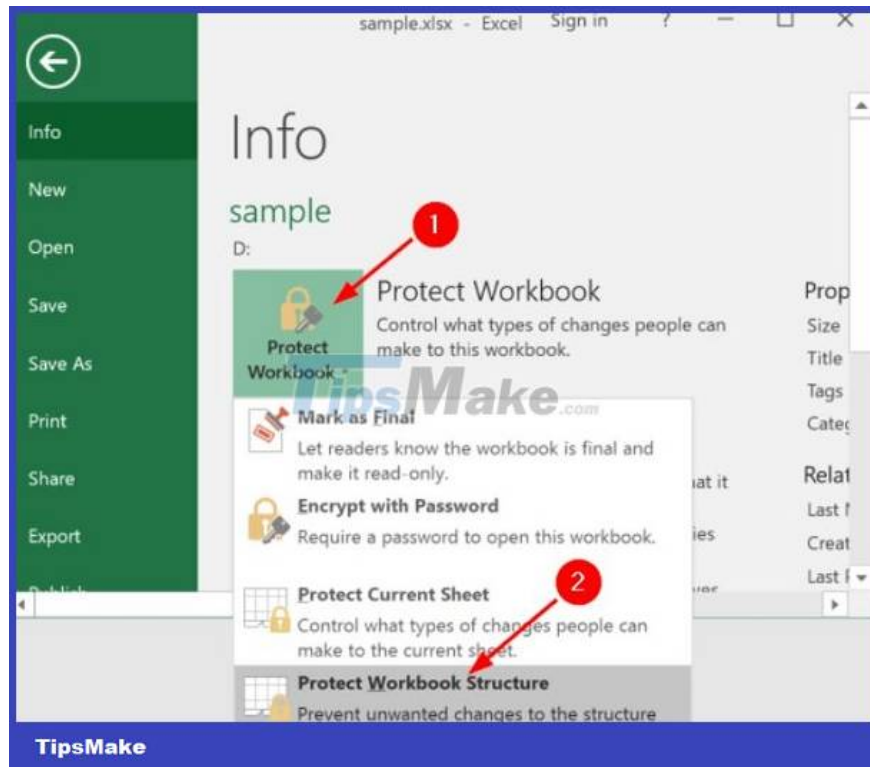 sample.xlsx - Excel Sign in ? — □ ×
Info
New
Open
Save
Save As
Print
Share
Export
Info
sample
D:
1
Protect
Workbook
Protect Workbook
Control what types of changes people can
make to this workbook.
Prop
Size
Title
Tags
Categ
Relat
Last
Creat
Last
TipsMake.com
Mark as Final
Let readers know the workbook is final and
make it read-only.
Encrypt with Password
Require a password to open this workbook.
Protect Current Sheet
Control what types of changes people can
make to the current sheet.
2
Protect Workbook Structure
Prevent unwanted changes to the structure
at it
ies
TipsMake